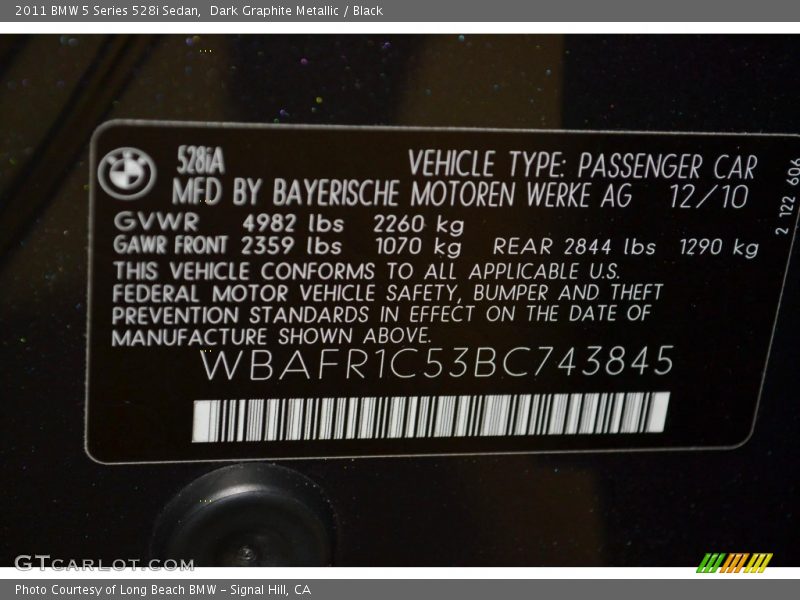 2011 BMW 5 Series 528i Sedan, Dark Graphite Metallic / Black
BMW
528iA VEHICLE TYPE: PASSENGER CAR
MFD BY BAYERISCHE MOTOREN WERKE AG 12/10
GVWR 4982 lbs 2260 kg
GAWR FRONT 2359 lbs 1070 kg REAR 2844 lbs 1290 kg
THIS VEHICLE CONFORMS TO ALL APPLICABLE U.S.
FEDERAL MOTOR VEHICLE SAFETY, BUMPER AND THEFT
PREVENTION STANDARDS IN EFFECT ON THE DATE OF
MANUFACTURE SHOWN ABOVE.
WBAFR1C53BC743845
2 122 606
GTCARLOT.COM
Photo Courtesy of Long Beach BMW - Signal Hill, CA